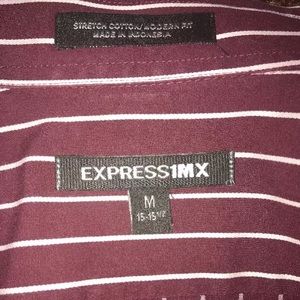 STRETCH COTTON/MODERN FIT
MADE IN INDONESIA
EXPRESS1MX
M
15-15 1/2